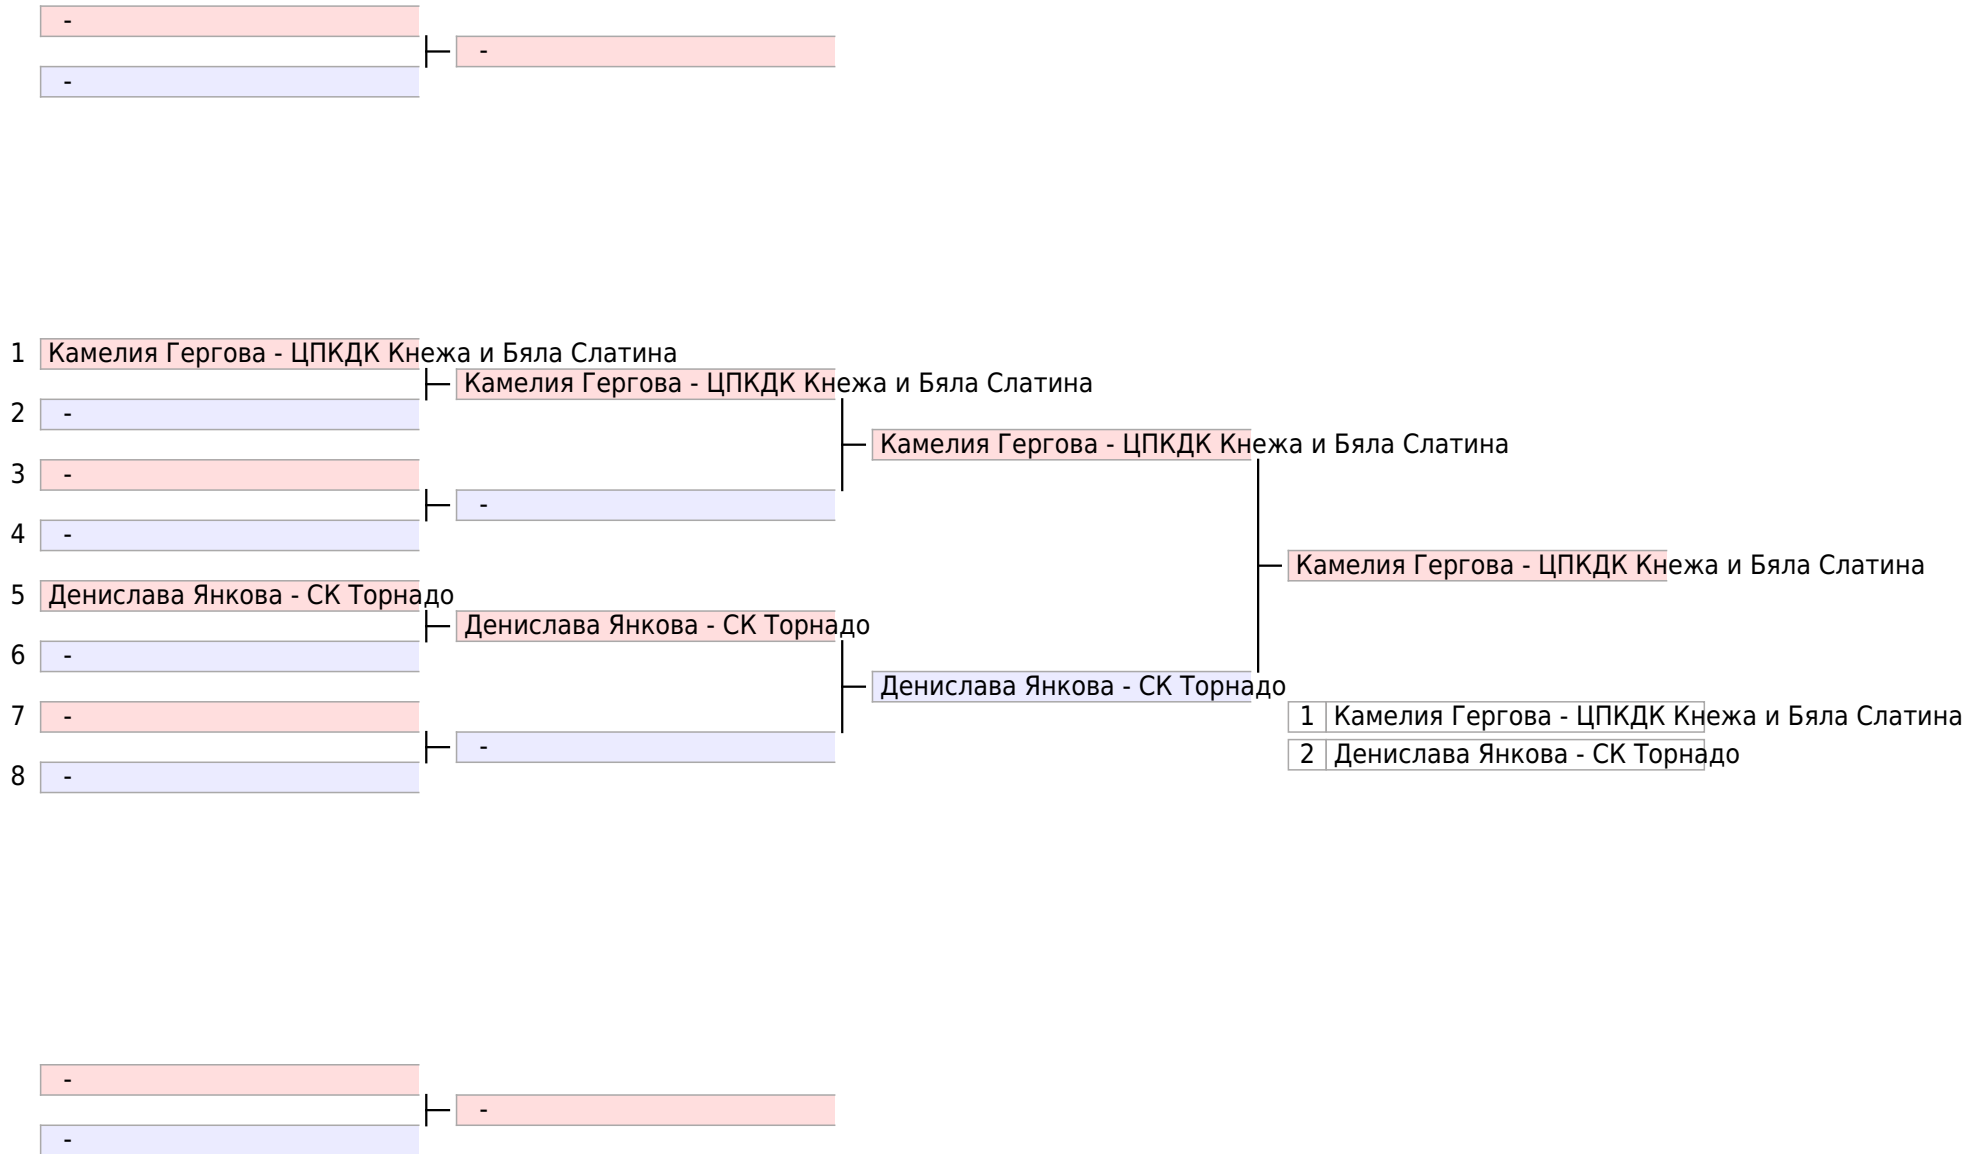 -
-
-
1 Камелия Гергова - ЦПКДК Кнежа и Бяла Слатина
Камелия Гергова - ЦПКДК Кнежа и Бяла Слатина
2 -
Камелия Гергова - ЦПКДК Кнежа и Бяла Слатина
3 -
-
4 -
Камелия Гергова - ЦПКДК Кнежа и Бяла Слатина
5 Денислава Янкова - СК Торнадо
Денислава Янкова - СК Торнадо
6 -
Денислава Янкова - СК Торнадо
7 -
1 Камелия Гергова - ЦПКДК Кнежа и Бяла Слатина
-
2 Денислава Янкова - СК Торнадо
8 -
-
-
-